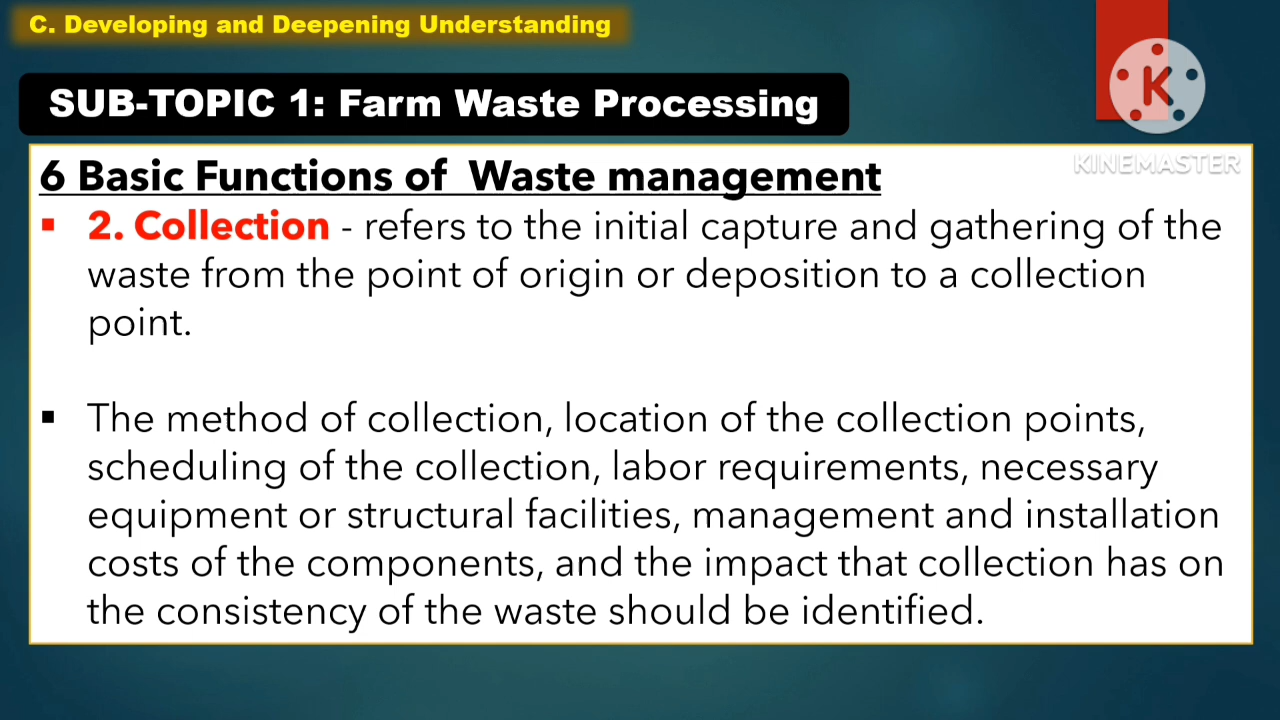 C. Developing and Deepening Understanding
SUB-TOPIC 1: Farm Waste Processing
K
KINEMASTER
6 Basic Functions of Waste management
▪ 2. Collection - refers to the initial capture and gathering of the
waste from the point of origin or deposition to a collection
point.
▪ The method of collection, location of the collection points,
scheduling of the collection, labor requirements, necessary
equipment or structural facilities, management and installation
costs of the components, and the impact that collection has on
the consistency of the waste should be identified.